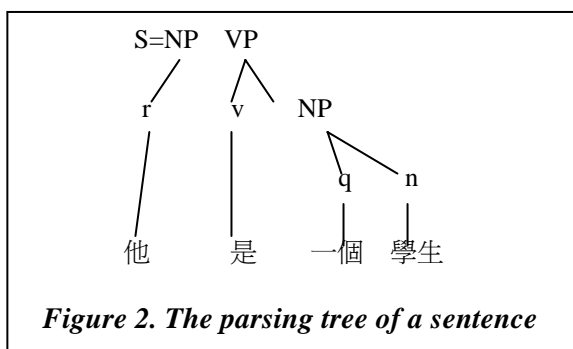 S=NP VP
r v NP
q n
他 是 一個 學生
Figure 2. The parsing tree of a sentence